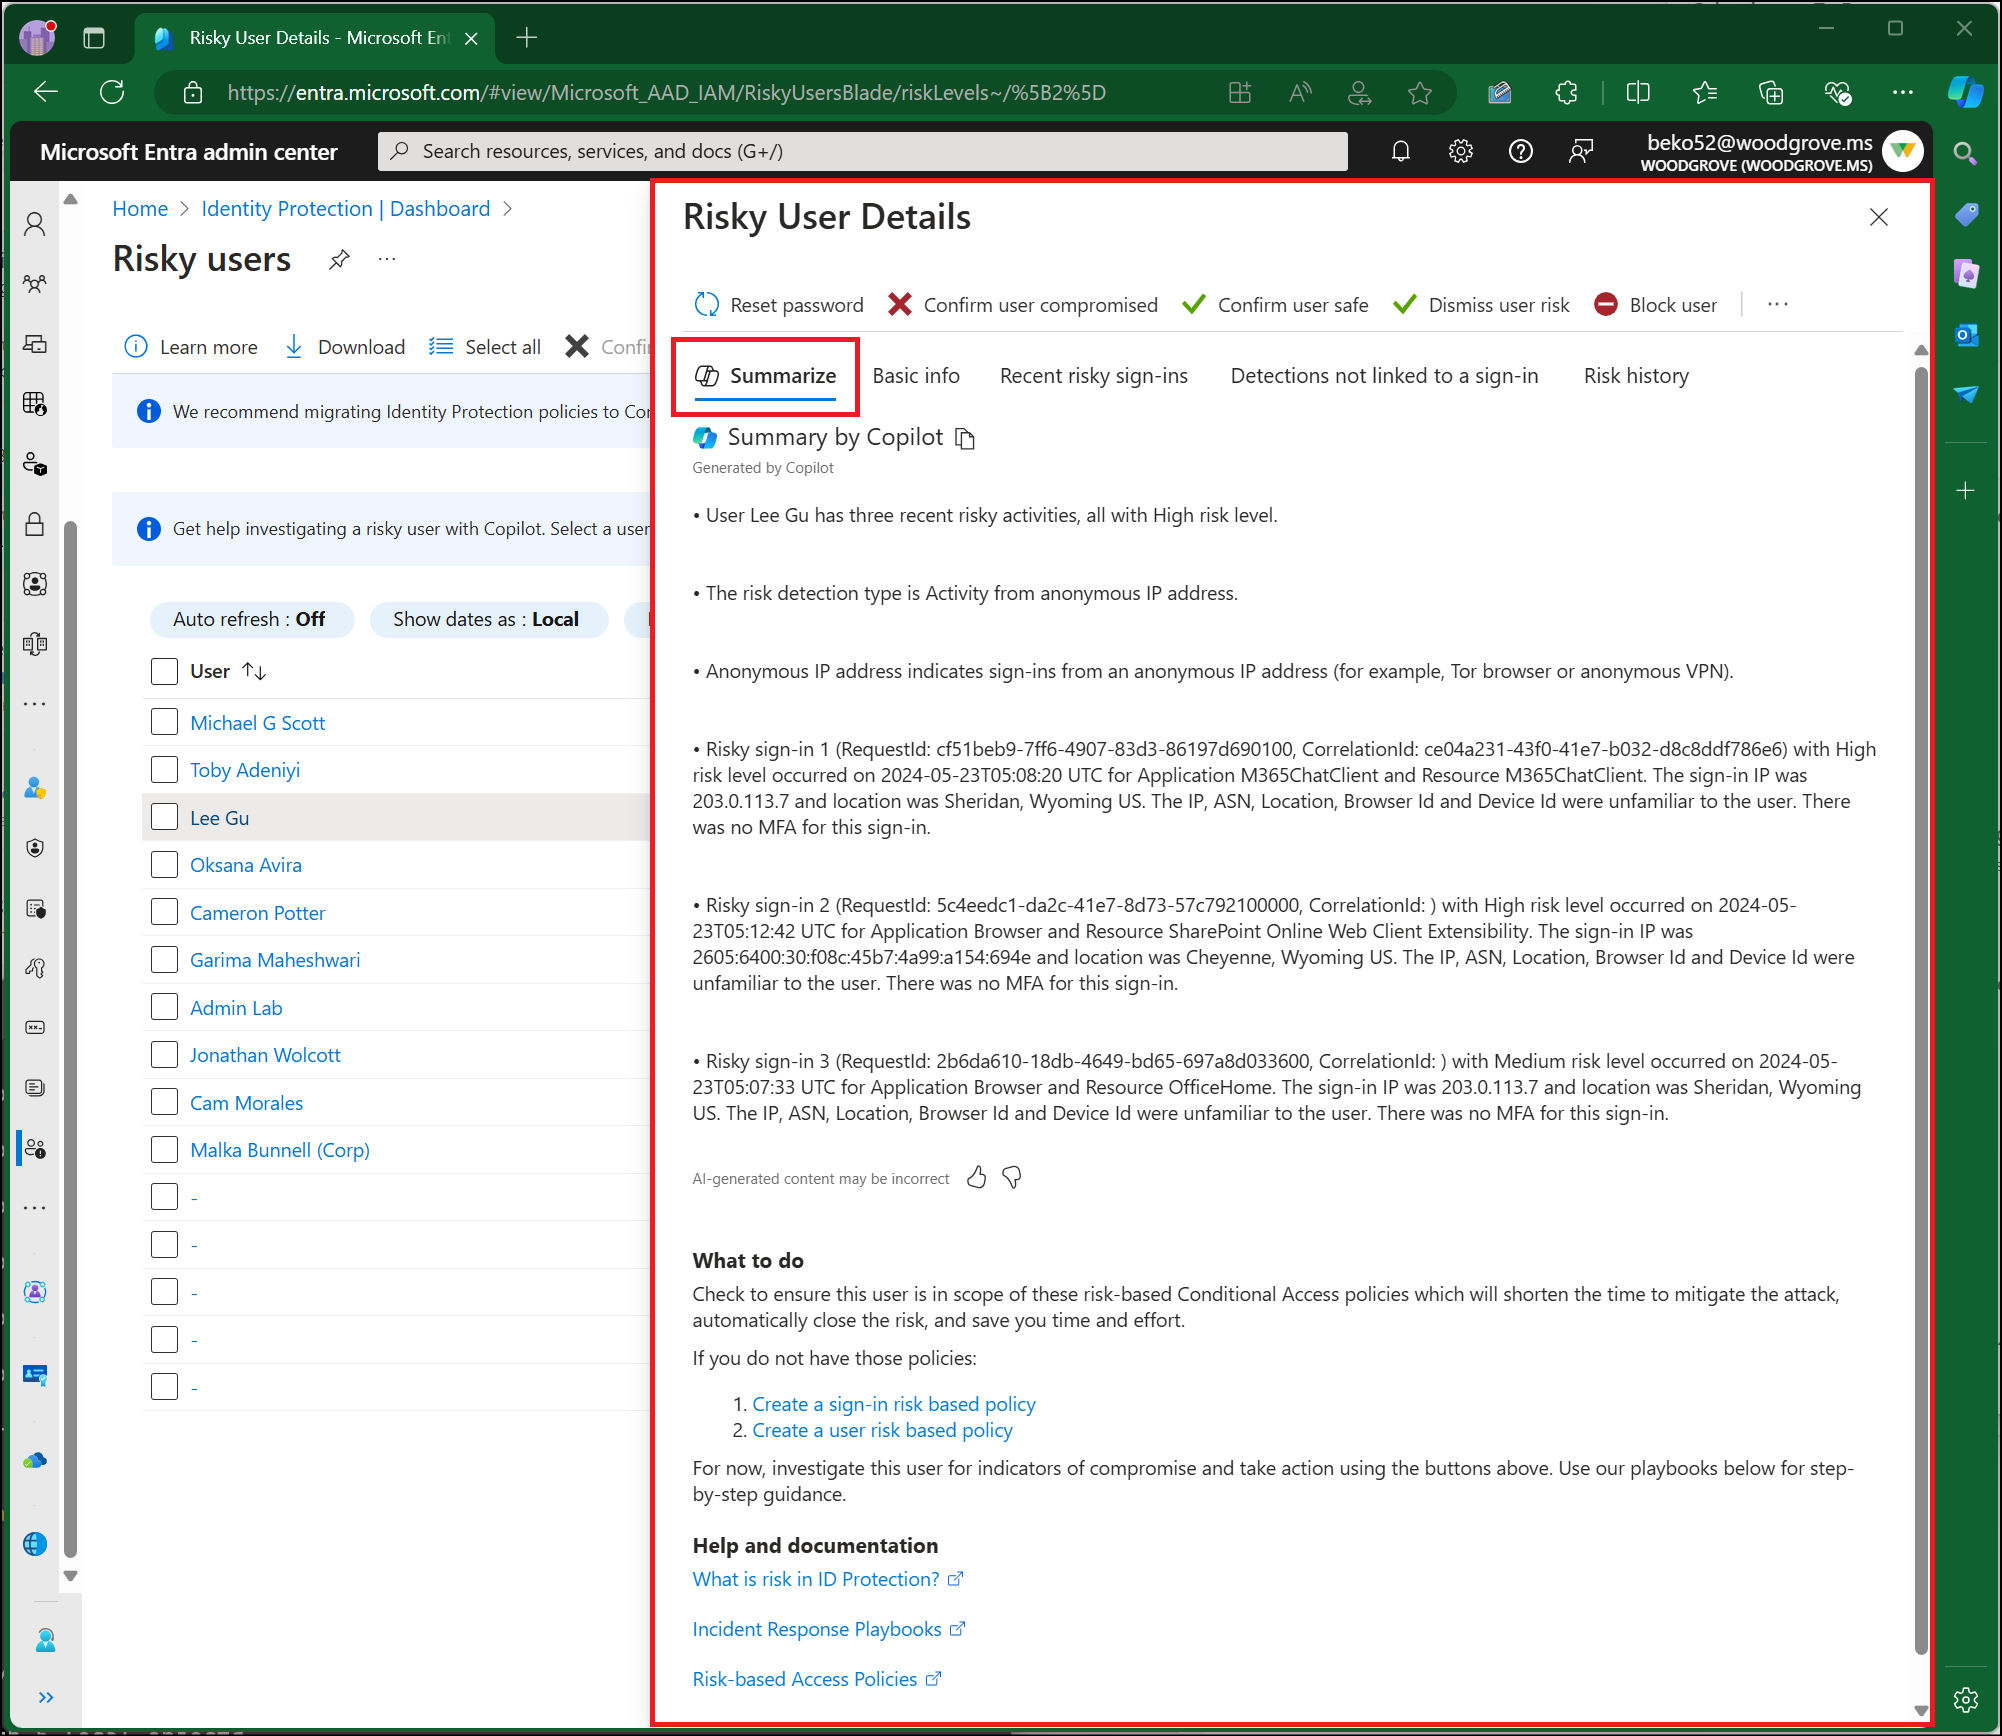 Risky User Details - Microsoft Ent
https://entra.microsoft.com/#view/Microsoft_AAD_IAM/RiskyUsersBlade/riskLevels~/%5B2%5D
Microsoft Entra admin center
Search resources, services, and docs (G+/)
beko52@woodgrove.ms
WOODGROVE (WOODGROVE.MS)
Home > Identity Protection | Dashboard >
Risky users
Learn more
Download
Select all
We recommend migrating Identity Protection policies to
Get help investigating a risky user with Copilot. Select a user
Auto refresh : Off
Show dates as : Local
User
Michael G Scott
Toby Adeniyi
Lee Gu
Oksana Avira
Cameron Potter
Garima Maheshwari
Admin Lab
Jonathan Wolcott
Cam Morales
Malka Bunnell (Corp)
-
-
-
-
-
Risky User Details
Reset password
Confirm user compromised
Confirm user safe
Dismiss user risk
Block user
Summarize
Basic info
Recent risky sign-ins
Detections not linked to a sign-in
Risk history
Summary by Copilot
Generated by Copilot
• User Lee Gu has three recent risky activities, all with High risk level.
• The risk detection type is Activity from anonymous IP address.
• Anonymous IP address indicates sign-ins from an anonymous IP address (for example, Tor browser or anonymous VPN).
• Risky sign-in 1 (RequestId: cf51beb9-7ff6-4907-83d3-86197d690100, CorrelationId: ce04a231-43f0-41e7-b032-d8c8ddf786e6) with High
risk level occurred on 2024-05-23T05:08:20 UTC for Application M365ChatClient and Resource M365ChatClient. The sign-in IP was
203.0.113.7 and location was Sheridan, Wyoming US. The IP, ASN, Location, Browser Id and Device Id were unfamiliar to the user. There
was no MFA for this sign-in.
• Risky sign-in 2 (RequestId: 5c4eedc1-da2c-41e7-8d73-57c792100000, CorrelationId: ) with High risk level occurred on 2024-05-
23T05:12:42 UTC for Application Browser and Resource SharePoint Online Web Client Extensibility. The sign-in IP was
2605:6400:30:f08c:45b7:4a99:a154:694e and location was Cheyenne, Wyoming US. The IP, ASN, Location, Browser Id and Device Id were
unfamiliar to the user. There was no MFA for this sign-in.
• Risky sign-in 3 (RequestId: 2b6da610-18db-4649-bd65-697a8d033600, CorrelationId: ) with Medium risk level occurred on 2024-05-
23T05:07:33 UTC for Application Browser and Resource OfficeHome. The sign-in IP was 203.0.113.7 and location was Sheridan, Wyoming
US. The IP, ASN, Location, Browser Id and Device Id were unfamiliar to the user. There was no MFA for this sign-in.
AI-generated content may be incorrect
What to do
Check to ensure this user is in scope of these risk-based Conditional Access policies which will shorten the time to mitigate the attack,
automatically close the risk, and save you time and effort.
If you do not have those policies:
1. Create a sign-in risk based policy
2. Create a user risk based policy
For now, investigate this user for indicators of compromise and take action using the buttons above. Use our playbooks below for step-
by-step guidance.
Help and documentation
What is risk in ID Protection?
Incident Response Playbooks
Risk-based Access Policies